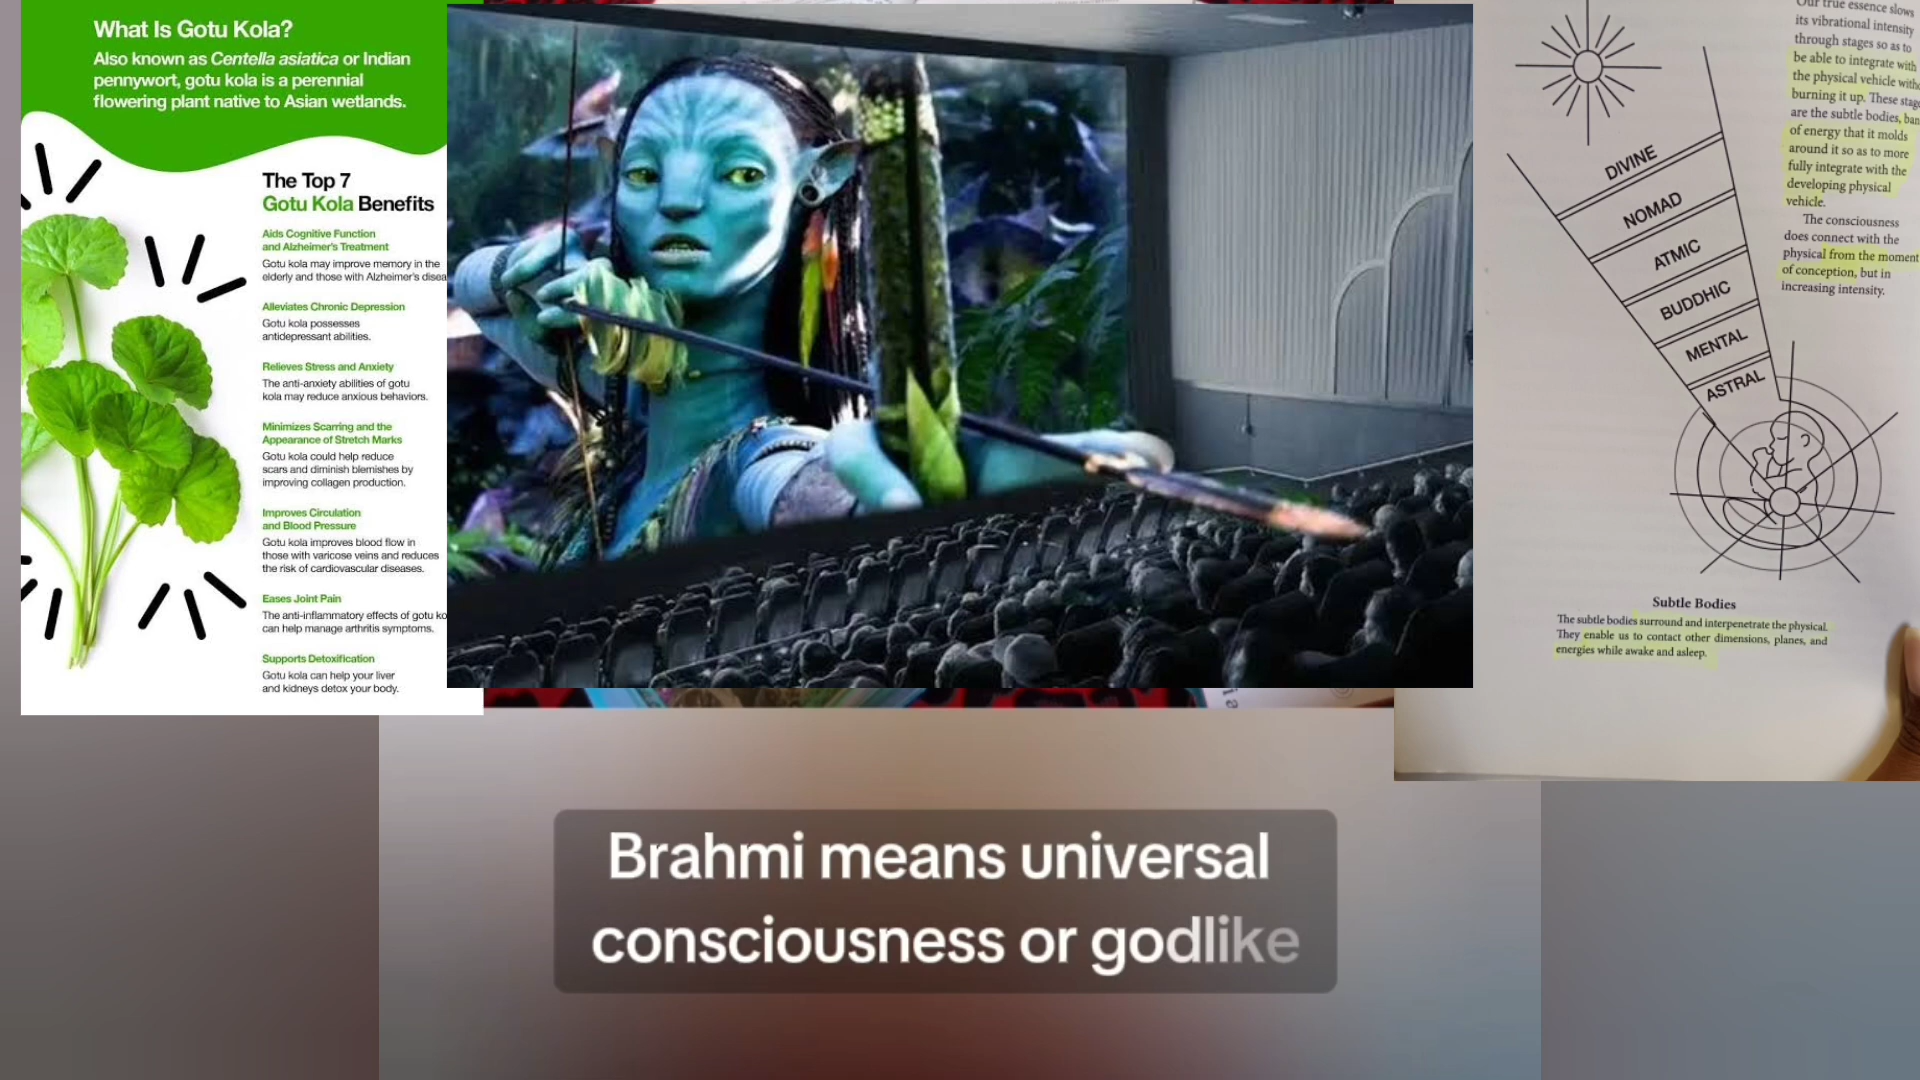 What Is Gotu Kola?
Also known as Centella asiatica or Indian
pennywort, gotu kola is a perennial
flowering plant native to Asian wetlands.
The Top 7
Gotu Kola Benefits
Aids Cognitive Function
and Alzheimer's Treatment
Gotu kola may improve memory in the
elderly and those with Alzheimer's
Alleviates Chronic Depression
Gotu kola possesses
antidepressant abilities.
Relieves Stress and Anxiety
The anti-anxiety abilities of gotu
kola may reduce anxious behaviors.
Minimizes Scarring and the
Appearance of Stretch Marks
Gotu kola could help reduce
scars and diminish blemishes by
improving collagen production.
Improves Circulation
and Blood Pressure
Gotu kola improves blood flow in
those with varicose veins and reduces
the risk of cardiovascular diseases.
Eases Joint Pain
The anti-inflammatory effects of gotu
can help manage arthritis symptoms.
Supports Detoxification
Gotu kola can help your liver
and kidneys detox your body.
Our true essence slows
its vibrational intensity
through stages so as to
be able to integrate with
the physical vehicle
burning it up. These
are the subtle bodies,
of energy that it molds
around it so as to more
fully integrate with the
developing physical
vehicle.
The consciousness
does connect with the
physical from the moment
of conception, but in
increasing intensity.
DIVINE
NOMAD
ATMIC
BUDDHIC
MENTAL
ASTRAL
Subtle Bodies
The subtle bodies surround and interpenetrate the physical.
They enable us to contact other dimensions, planes, and
energies while awake and asleep.
Brahmi means universal
consciousness or godlike